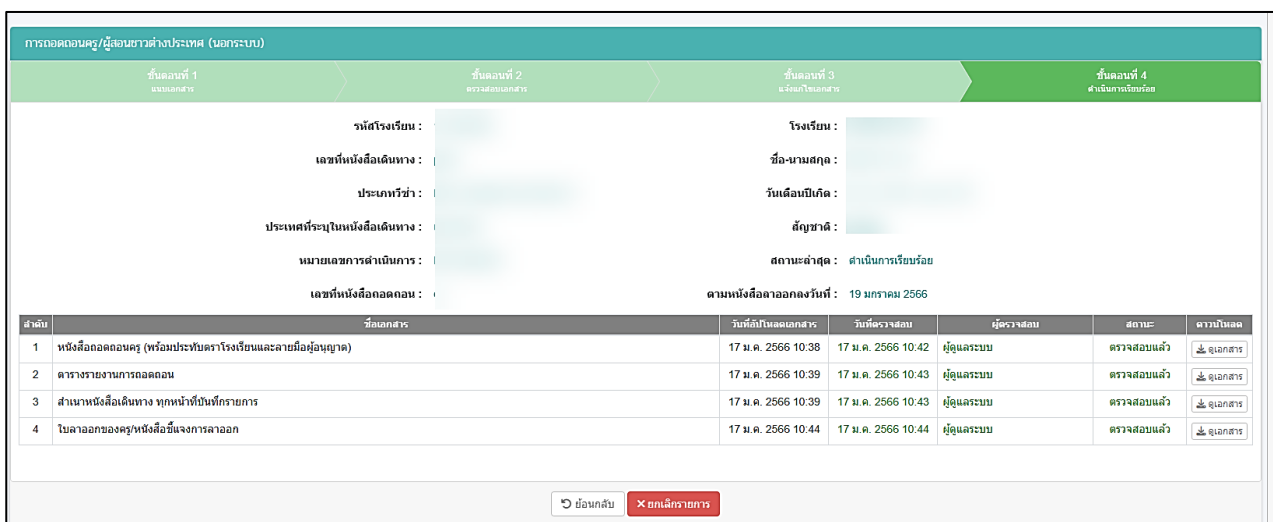 การถอดถอนครู/ผู้สอนชาวต่างประเทศ (นอกระบบ)
ขั้นตอนที่ 1 ขั้นตอนที่ 2 ขั้นตอนที่ 3 ขั้นตอนที่ 4
แนบเอกสาร ตรวจสอบเอกสาร แจ้งแก้ไขเอกสาร ดำเนินการเรียบร้อย
รหัสโรงเรียน : โรงเรียน :
เลขที่หนังสือเดินทาง : ชื่อ-นามสกุล :
ประเภทวีซ่า : วันเดือนปีเกิด :
ประเทศที่ระบุในหนังสือเดินทาง : สัญชาติ :
หมายเลขการดำเนินการ : สถานะล่าสุด : ดำเนินการเรียบร้อย
เลขที่หนังสือถอดถอน : ตามหนังสือลาออกลงวันที่ : 19 มกราคม 2566
ลำดับ ชื่อเอกสาร วันที่อัปโหลดเอกสาร วันที่ตรวจสอบ ผู้ตรวจสอบ สถานะ ดาวน์โหลด
1 หนังสือถอดถอนครู (พร้อมประทับตราโรงเรียนและลายมือผู้อนุญาต) 17 ม.ค. 2566 10:38 17 ม.ค. 2566 10:42 ผู้ดูแลระบบ ตรวจสอบแล้ว ดูเอกสาร
2 ตารางรายงานการถอดถอน 17 ม.ค. 2566 10:39 17 ม.ค. 2566 10:43 ผู้ดูแลระบบ ตรวจสอบแล้ว ดูเอกสาร
3 สำเนาหนังสือเดินทาง ทุกหน้าที่บันทึกรายการ 17 ม.ค. 2566 10:39 17 ม.ค. 2566 10:43 ผู้ดูแลระบบ ตรวจสอบแล้ว ดูเอกสาร
4 ใบลาออกของครู/หนังสือชี้แจงการลาออก 17 ม.ค. 2566 10:44 17 ม.ค. 2566 10:44 ผู้ดูแลระบบ ตรวจสอบแล้ว ดูเอกสาร
ย้อนกลับ ยกเลิกรายการ